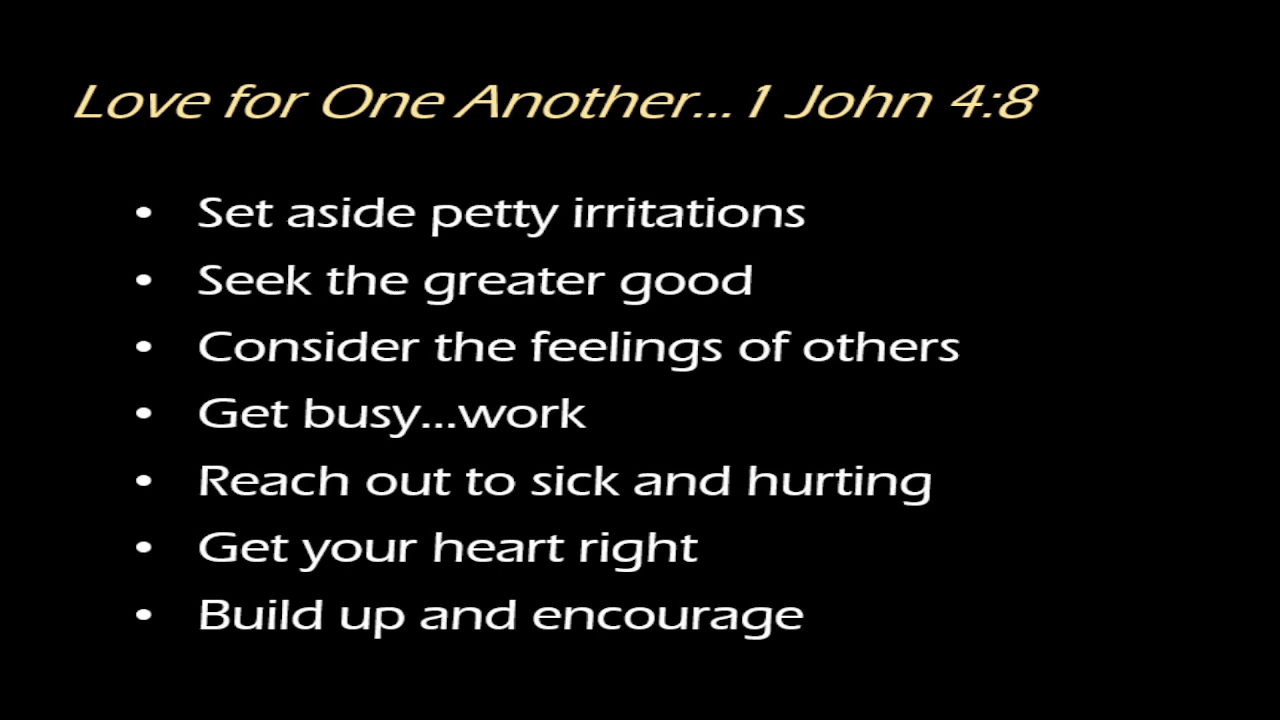 Love for One Another...1 John 4:8
• Set aside petty irritations
• Seek the greater good
• Consider the feelings of others
• Get busy...work
• Reach out to sick and hurting
• Get your heart right
• Build up and encourage